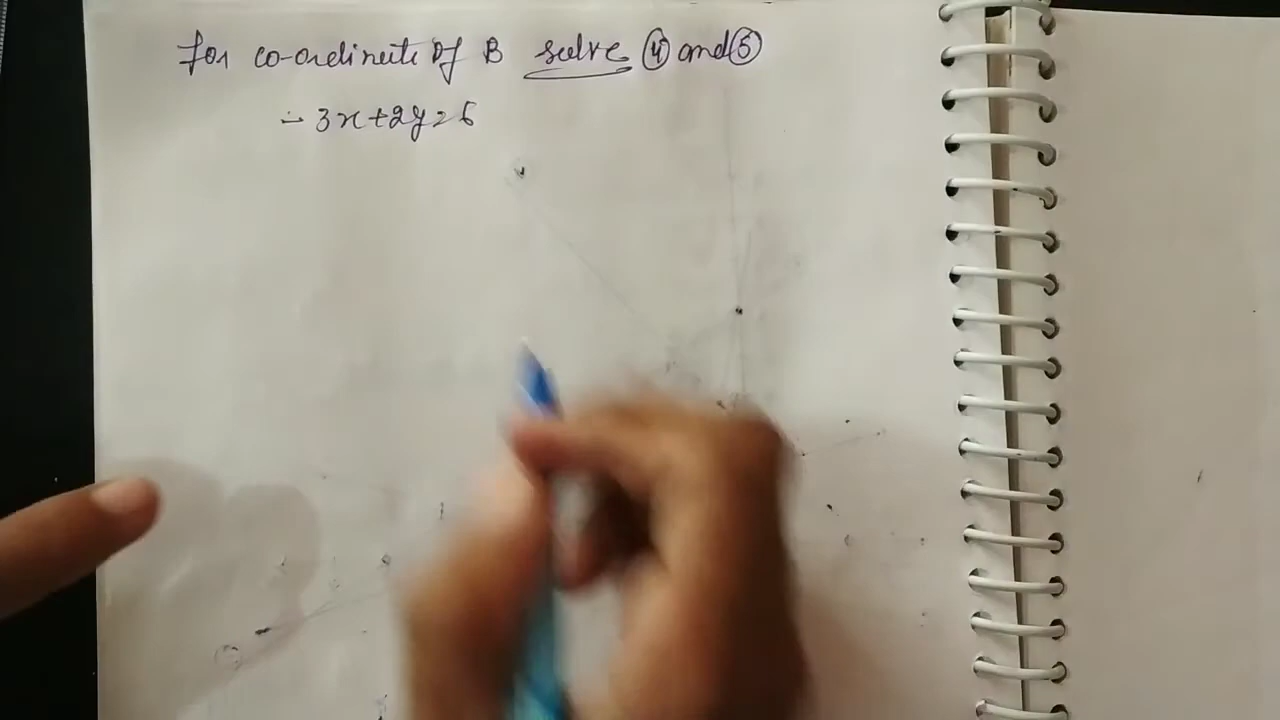 for co-ordinate of B solve ④ and ⑤
∴ 3x+2y=6